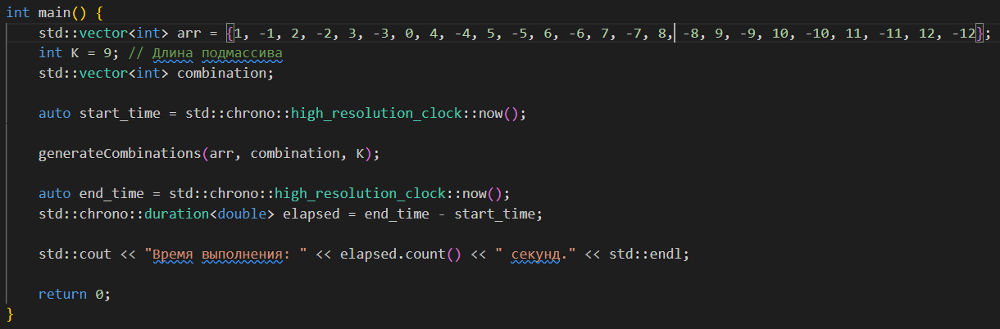 int main() {
    std::vector<int> arr = {1, -1, 2, -2, 3, -3, 0, 4, -4, 5, -5, 6, -6, 7, -7, 8, -8, 9, -9, 10, -10, 11, -11, 12, -12};
    int K = 9; // Длина подмассива
    std::vector<int> combination;
    auto start_time = std::chrono::high_resolution_clock::now();
    generateCombinations(arr, combination, K);
    auto end_time = std::chrono::high_resolution_clock::now();
    std::chrono::duration<double> elapsed = end_time - start_time;
    std::cout << "Время выполнения: " << elapsed.count() << " секунд." << std::endl;
    return 0;
}